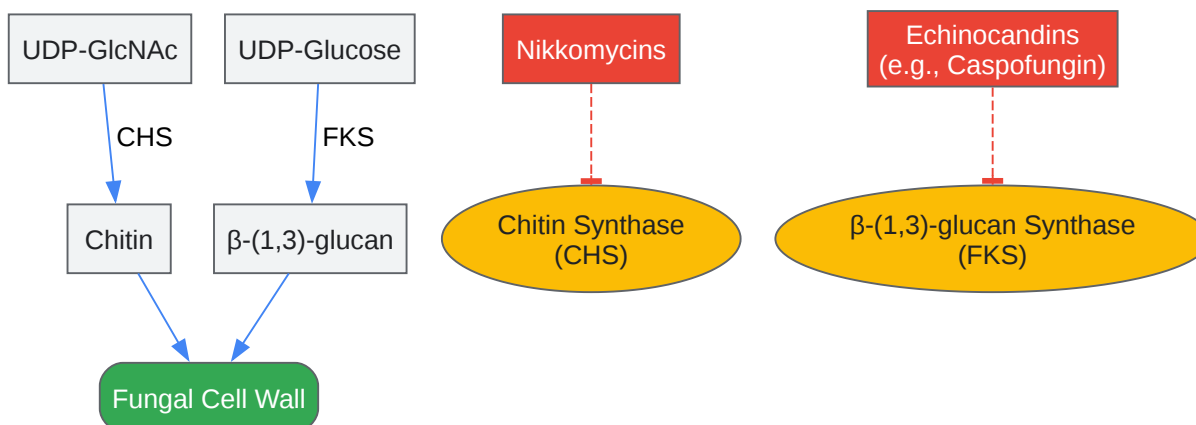 UDP-GlcNAc
UDP-Glucose
Nikkomycins
Echinocandins
(e.g., Caspofungin)
CHS
FKS
Chitin
β-(1,3)-glucan
Chitin Synthase
(CHS)
β-(1,3)-glucan Synthase
(FKS)
Fungal Cell Wall